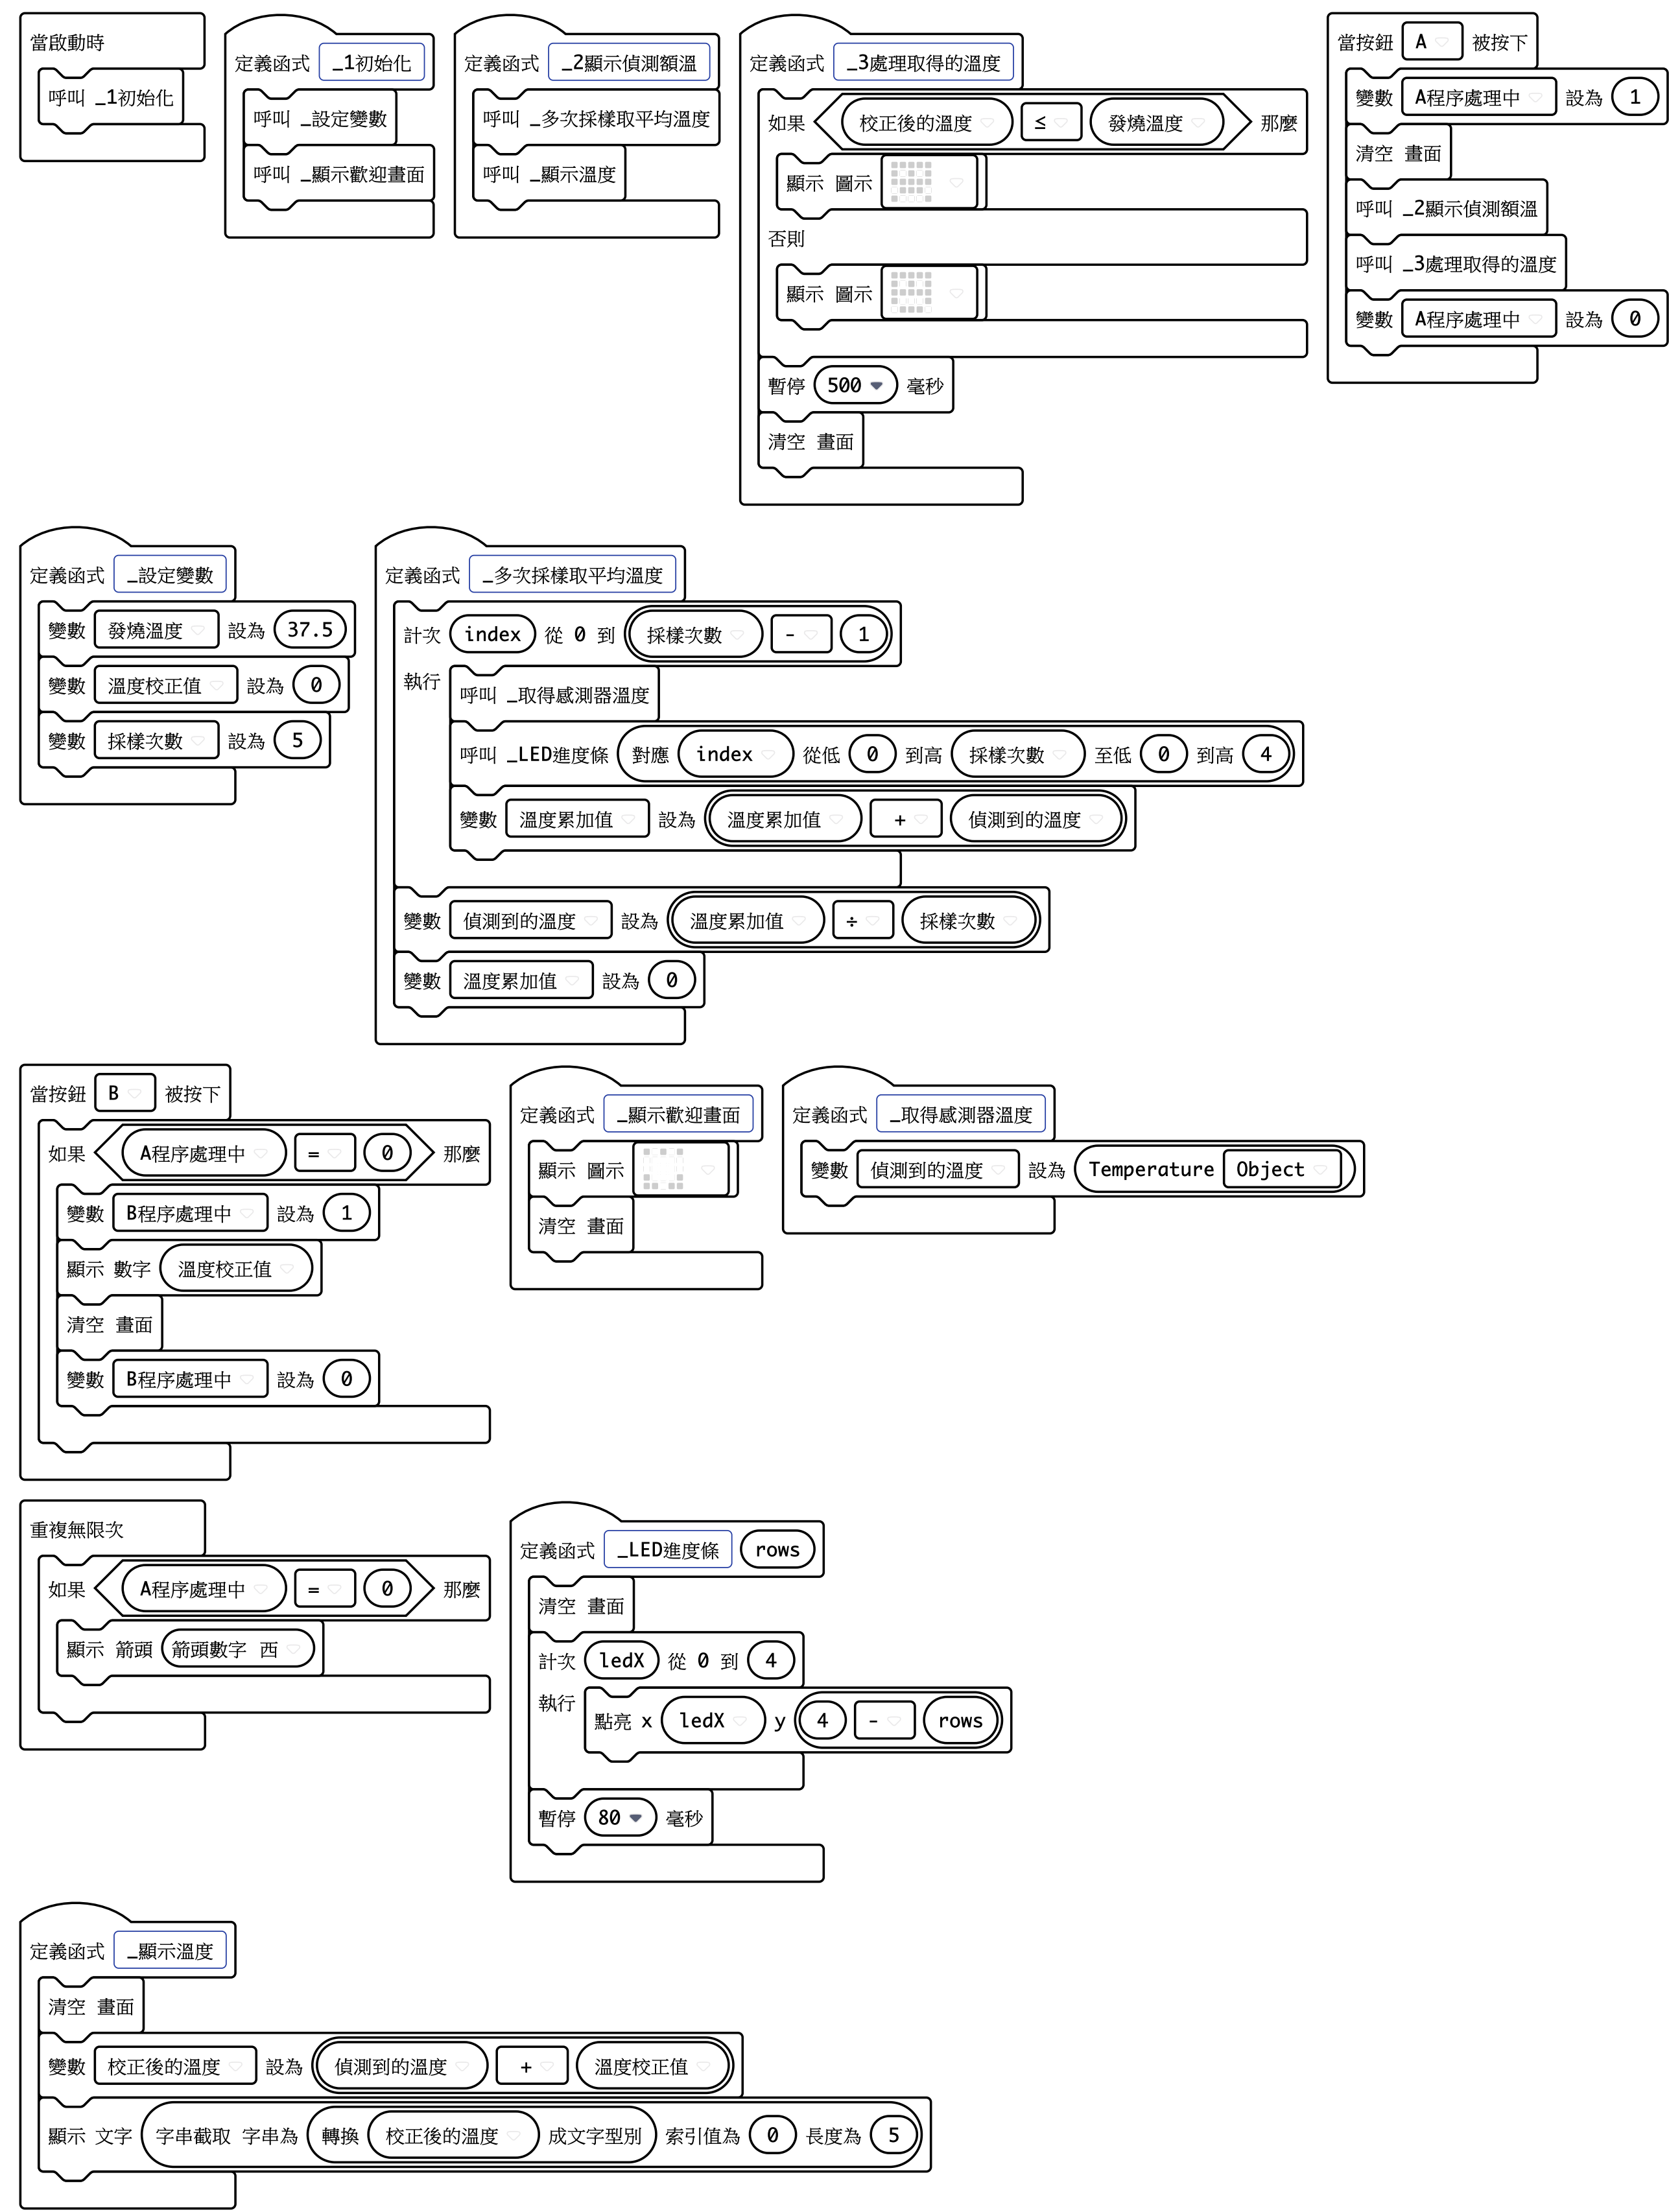 當啟動時
呼叫 _1初始化
定義函式 _1初始化
呼叫 _設定變數
呼叫 _顯示歡迎畫面
定義函式 _2顯示偵測額溫
呼叫 _多次採樣取平均溫度
呼叫 _顯示溫度
定義函式 _3處理取得的溫度
如果 校正後的溫度 ≤ 發燒溫度 那麼
顯示 圖示
否則
顯示 圖示
暫停 500 毫秒
清空 畫面
當按鈕 A 被按下
變數 A程序處理中 設為 1
清空 畫面
呼叫 _2顯示偵測額溫
呼叫 _3處理取得的溫度
變數 A程序處理中 設為 0
定義函式 _設定變數
變數 發燒溫度 設為 37.5
變數 溫度校正值 設為 0
變數 採樣次數 設為 5
定義函式 _多次採樣取平均溫度
計次 index 從 0 到 採樣次數 - 1
執行
呼叫 _取得感測器溫度
呼叫 _LED進度條 對應 index 從低 0 到高 採樣次數 至低 0 到高 4
變數 溫度累加值 設為 溫度累加值 + 偵測到的溫度
變數 偵測到的溫度 設為 溫度累加值 ÷ 採樣次數
變數 溫度累加值 設為 0
當按鈕 B 被按下
如果 A程序處理中 = 0 那麼
變數 B程序處理中 設為 1
顯示 數字 溫度校正值
清空 畫面
變數 B程序處理中 設為 0
定義函式 _顯示歡迎畫面
顯示 圖示
清空 畫面
定義函式 _取得感測器溫度
變數 偵測到的溫度 設為 Temperature Object
重複無限次
如果 A程序處理中 = 0 那麼
顯示 箭頭 箭頭數字 西
定義函式 _LED進度條 rows
清空 畫面
計次 ledX 從 0 到 4
執行
點亮 x ledX y 4 - rows
暫停 80 毫秒
定義函式 _顯示溫度
清空 畫面
變數 校正後的溫度 設為 偵測到的溫度 + 溫度校正值
顯示 文字 字串截取 字串為 轉換 校正後的溫度 成文字型別 索引值為 0 長度為 5